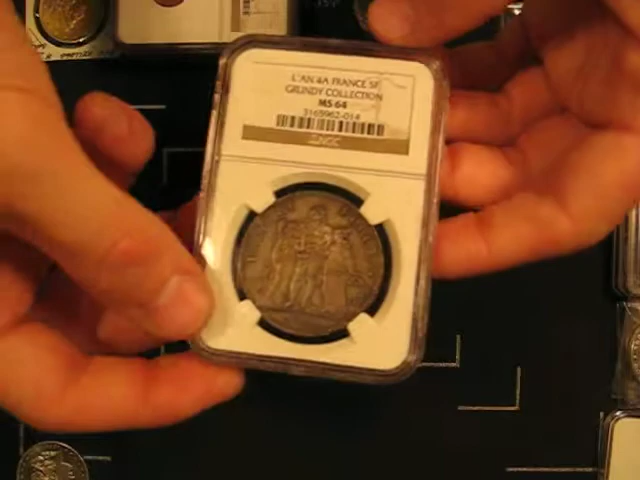 L'AN 4A FRANCE 5F
GRUNDY COLLECTION
MS 64
3165962-014
NGC